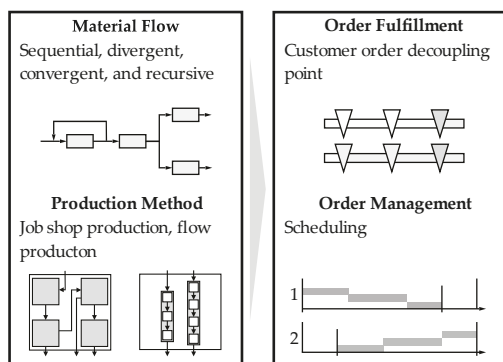 Material Flow
Sequential, divergent,
convergent, and recursive
Production Method
Job shop production, flow
producton
Order Fulfillment
Customer order decoupling
point
Order Management
Scheduling
1
2